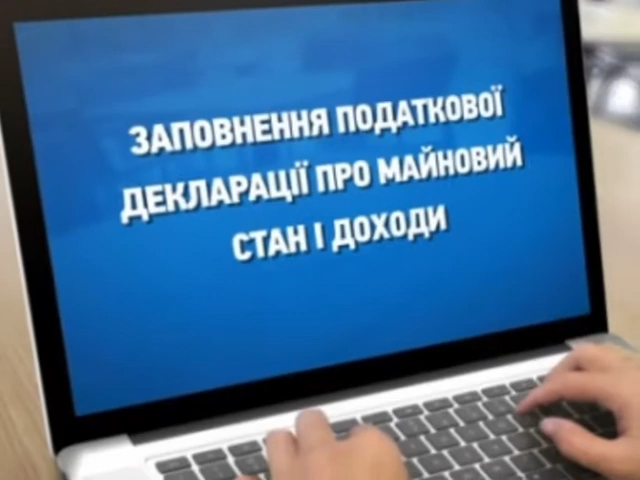 ЗАПОВНЕННЯ ПОДАТКОВОЇ
ДЕКЛАРАЦІЇ ПРО МАЙНОВИЙ
СТАН І ДОХОДИ